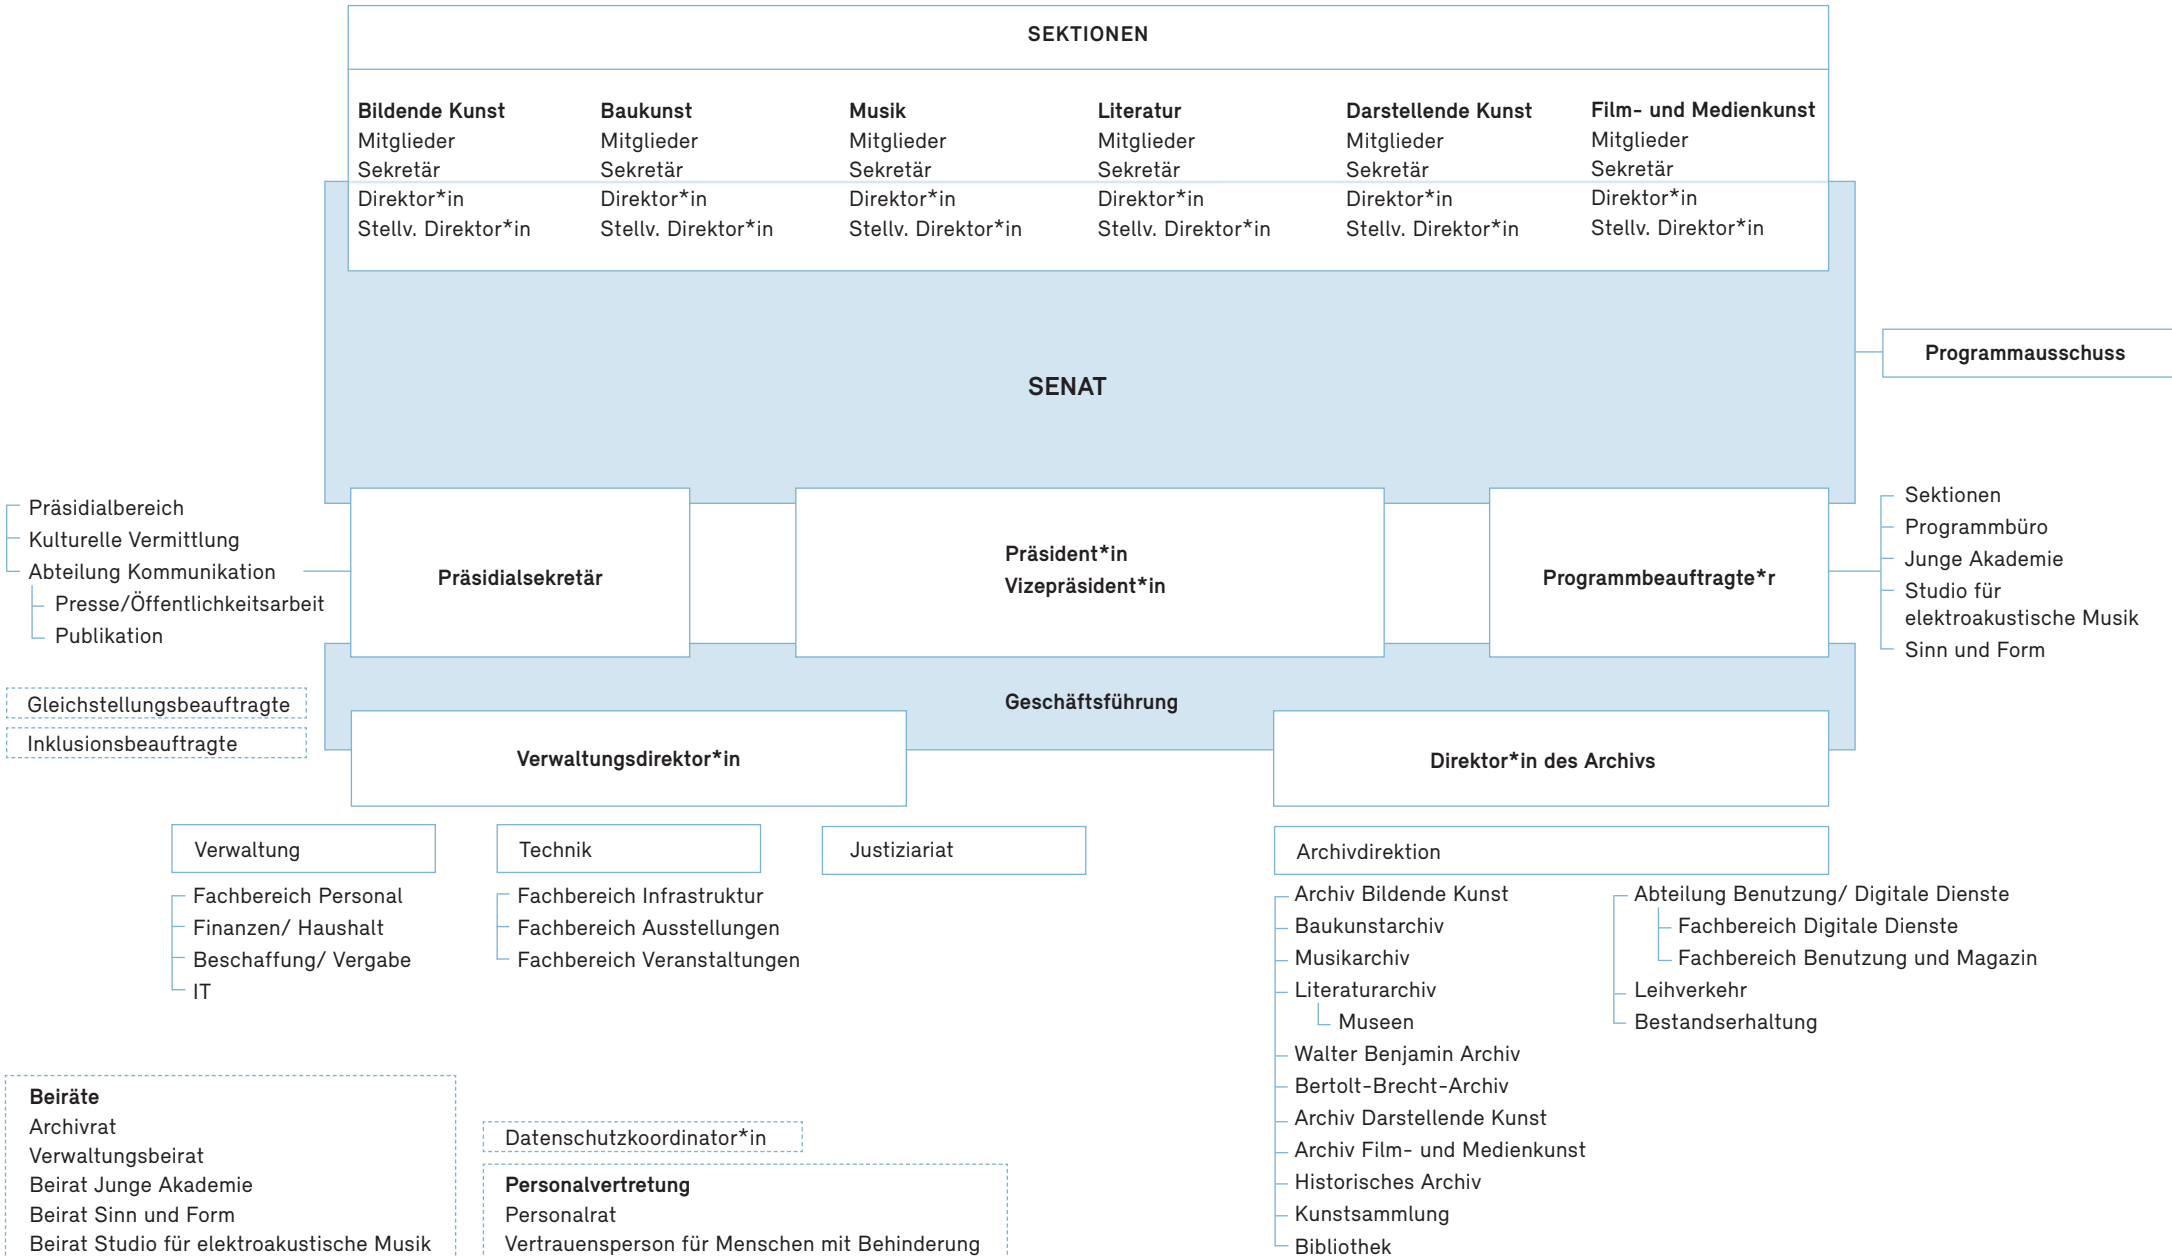 SEKTIONEN
Bildende Kunst
Mitglieder
Sekretär
Direktor*in
Stellv. Direktor*in
Baukunst
Mitglieder
Sekretär
Direktor*in
Stellv. Direktor*in
Musik
Mitglieder
Sekretär
Direktor*in
Stellv. Direktor*in
Literatur
Mitglieder
Sekretär
Direktor*in
Stellv. Direktor*in
Darstellende Kunst
Mitglieder
Sekretär
Direktor*in
Stellv. Direktor*in
Film- und Medienkunst
Mitglieder
Sekretär
Direktor*in
Stellv. Direktor*in
SENAT
Programmausschuss
Präsidialbereich
Kulturelle Vermittlung
Abteilung Kommunikation
Presse/Öffentlichkeitsarbeit
Publikation
Präsidialsekretär
Präsident*in
Vizepräsident*in
Programmbeauftragte*r
Sektionen
Programmbüro
Junge Akademie
Studio für
elektroakustische Musik
Sinn und Form
Gleichstellungsbeauftragte
Inklusionsbeauftragte
Geschäftsführung
Verwaltungsdirektor*in
Direktor*in des Archivs
Verwaltung
Fachbereich Personal
Finanzen/ Haushalt
Beschaffung/ Vergabe
IT
Technik
Fachbereich Infrastruktur
Fachbereich Ausstellungen
Fachbereich Veranstaltungen
Justiziariat
Archivdirektion
Archiv Bildende Kunst
Baukunstarchiv
Musikarchiv
Literaturarchiv
Museen
Walter Benjamin Archiv
Bertolt-Brecht-Archiv
Archiv Darstellende Kunst
Archiv Film- und Medienkunst
Historisches Archiv
Kunstsammlung
Bibliothek
Abteilung Benutzung/ Digitale Dienste
Fachbereich Digitale Dienste
Fachbereich Benutzung und Magazin
Leihverkehr
Bestandserhaltung
Beiräte
Archivrat
Verwaltungsbeirat
Beirat Junge Akademie
Beirat Sinn und Form
Beirat Studio für elektroakustische Musik
Datenschutzkoordinator*in
Personalvertretung
Personalrat
Vertrauensperson für Menschen mit Behinderung